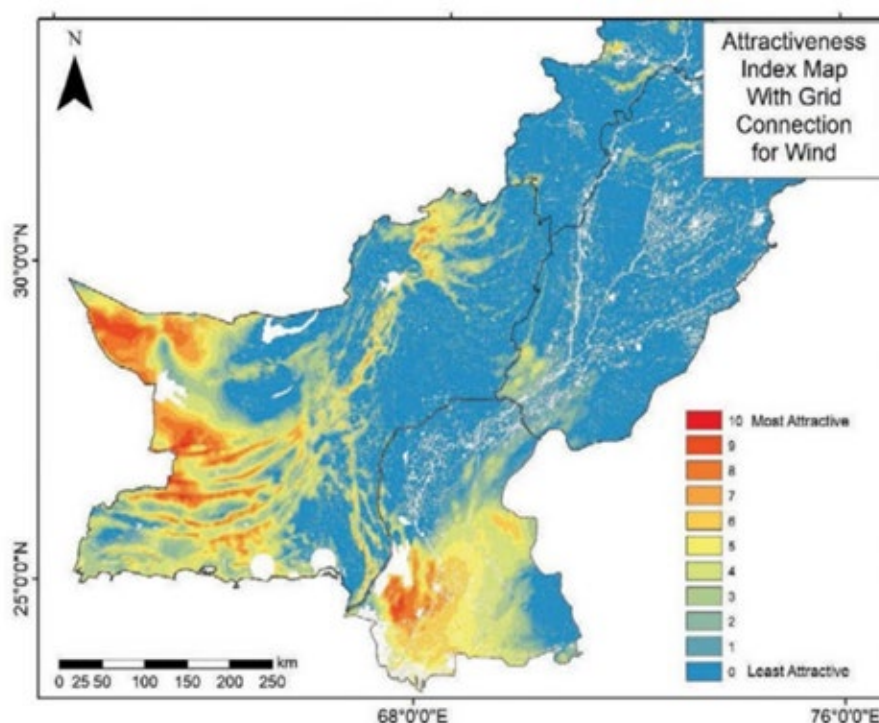 N
Attractiveness
Index Map
With Grid
Connection
for Wind
30°0'0"N
25°0'0"N
10 Most Attractive
9
8
7
6
5
4
3
2
1
0 Least Attractive
km
0 25 50 100 150 200 250
68°0'0"E
76°0'0"E